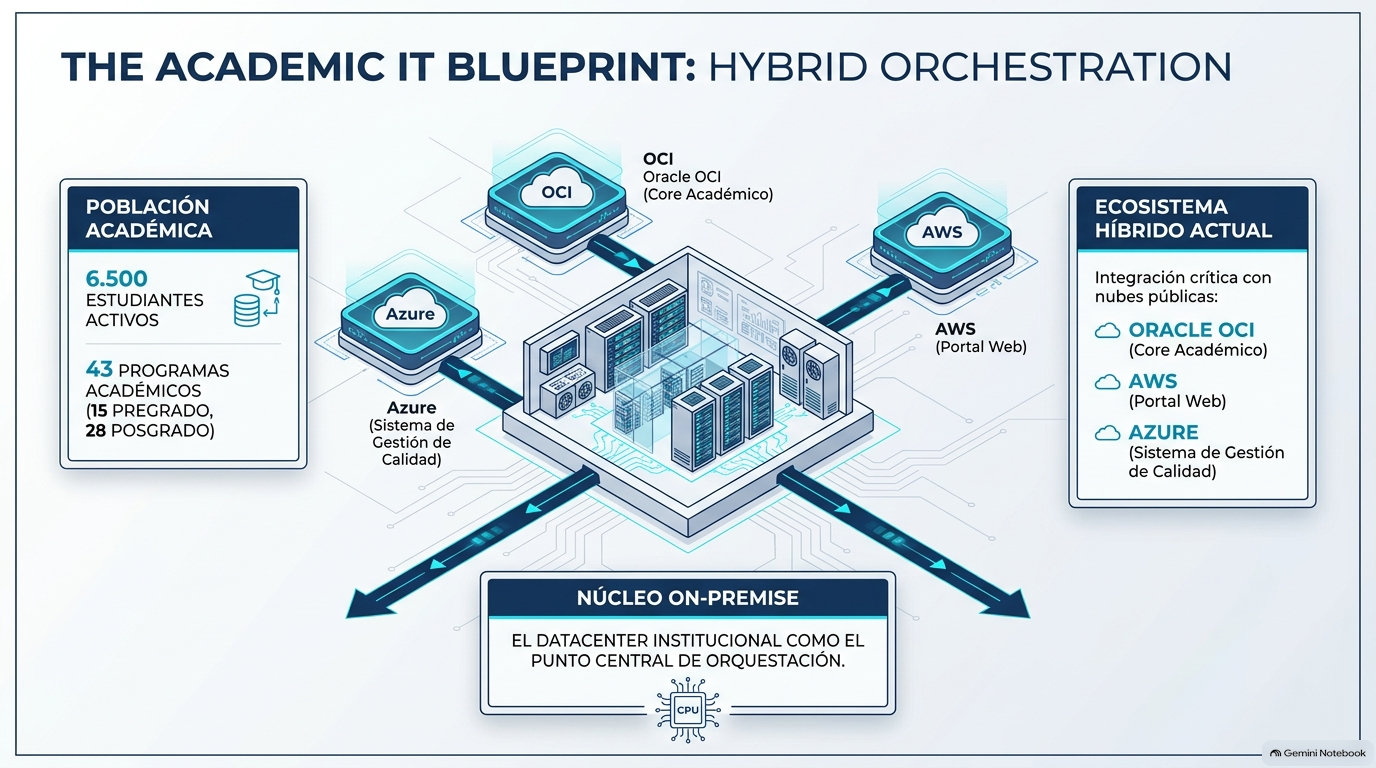 THE ACADEMIC IT BLUEPRINT: HYBRID ORCHESTRATION
POBLACIÓN
ACADÉMICA
6.500
ESTUDIANTES
ACTIVOS
43 PROGRAMAS
ACADÉMICOS
(15 PREGRADO,
28 POSGRADO)
OCI
OCI
Oracle OCI
(Core Académico)
Azure
Azure
(Sistema de
Gestión de
Calidad)
AWS
AWS
(Portal Web)
ECOSISTEMA
HÍBRIDO ACTUAL
Integración crítica con
nubes públicas:
ORACLE OCI
(Core Académico)
AWS
(Portal Web)
AZURE
(Sistema de Gestión
de Calidad)
NÚCLEO ON-PREMISE
EL DATACENTER INSTITUCIONAL COMO EL
PUNTO CENTRAL DE ORQUESTACIÓN.
CPU
Gemini Notebook